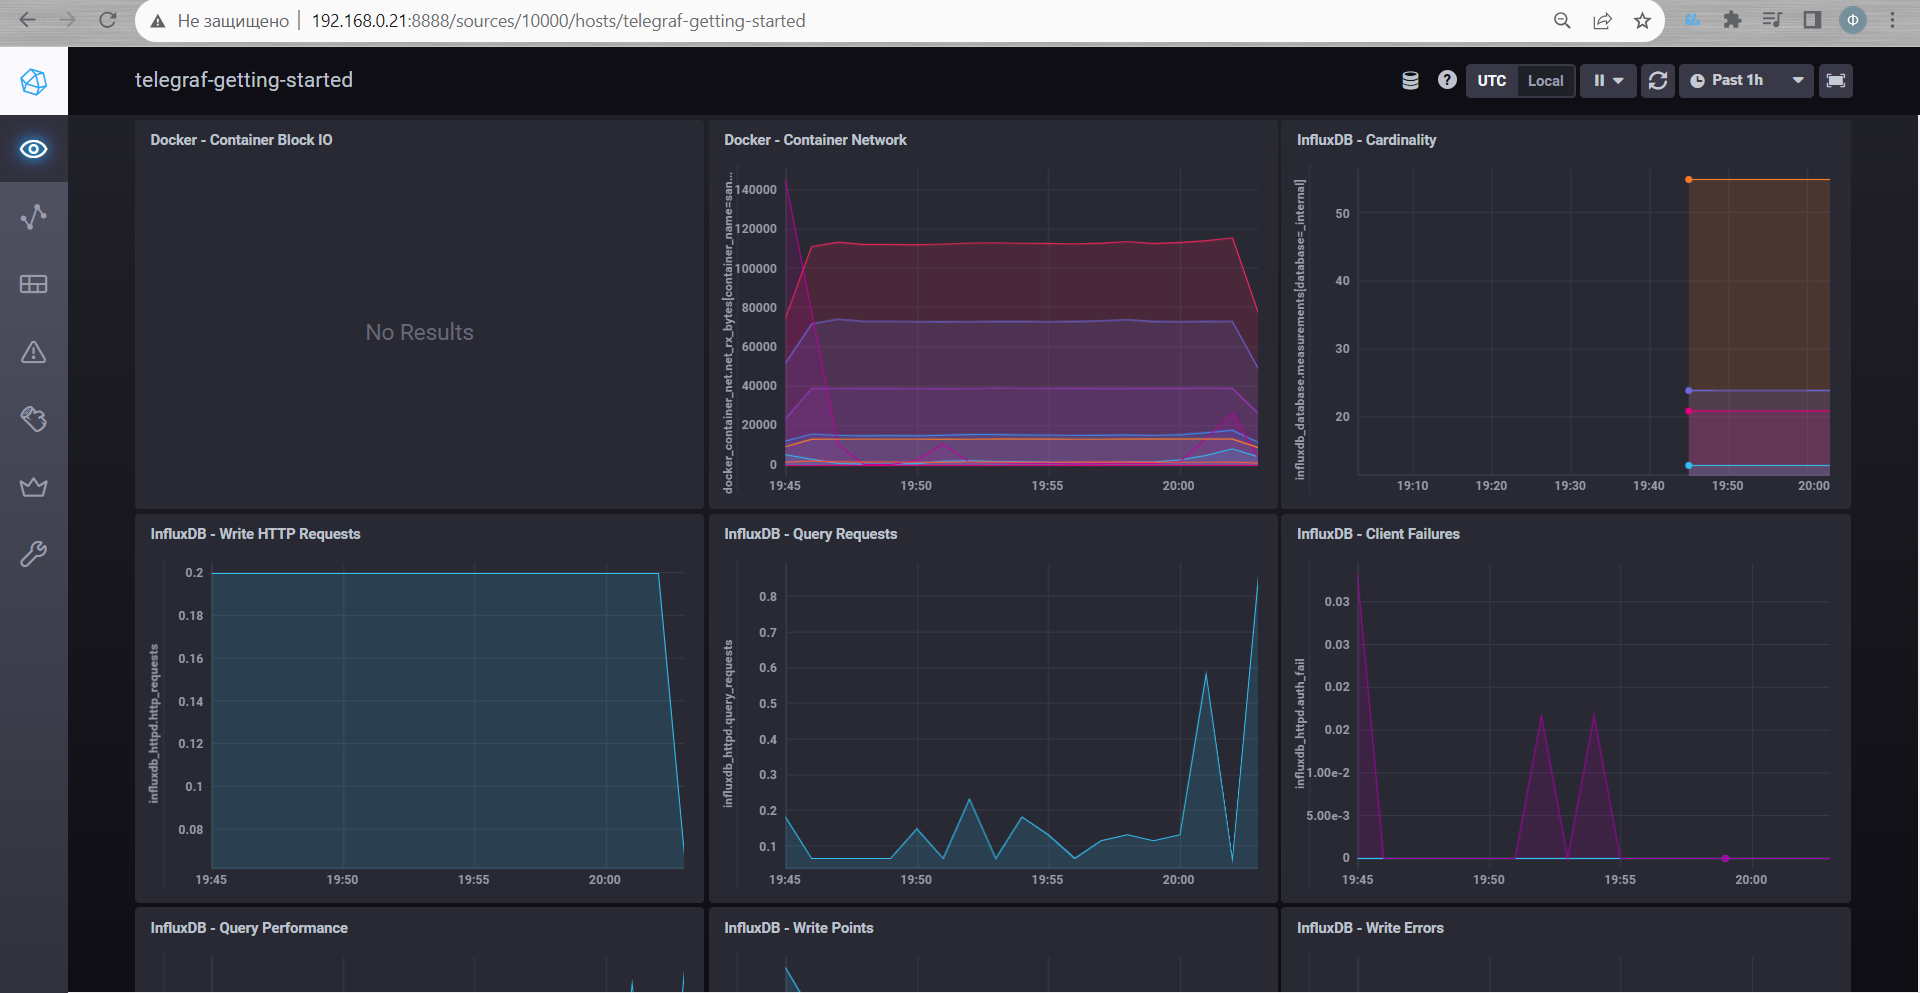 Не защищено 192.168.0.21:8888/sources/10000/hosts/telegraf-getting-started
Ф
telegraf-getting-started
? UTC Local Past 1h
Docker - Container Block IO
No Results
Docker - Container Network
docker_container_net.net_rx_bytes[container_name=san...
140000
120000
100000
80000
60000
40000
20000
0
19:45 19:50 19:55 20:00
InfluxDB - Cardinality
influxdb_database.measurements[database=_internal]
50
40
30
20
19:10 19:20 19:30 19:40 19:50 20:00
InfluxDB - Write HTTP Requests
influxdb_httpd.http_requests
0.2
0.18
0.16
0.14
0.12
0.1
0.08
19:45 19:50 19:55 20:00
InfluxDB - Query Requests
influxdb_httpd.query_requests
0.8
0.7
0.6
0.5
0.4
0.3
0.2
0.1
19:45 19:50 19:55 20:00
InfluxDB - Client Failures
influxdb_httpd.auth_fail
0.03
0.03
0.02
0.02
1.00e-2
5.00e-3
0
19:45 19:50 19:55 20:00
InfluxDB - Query Performance
InfluxDB - Write Points
InfluxDB - Write Errors